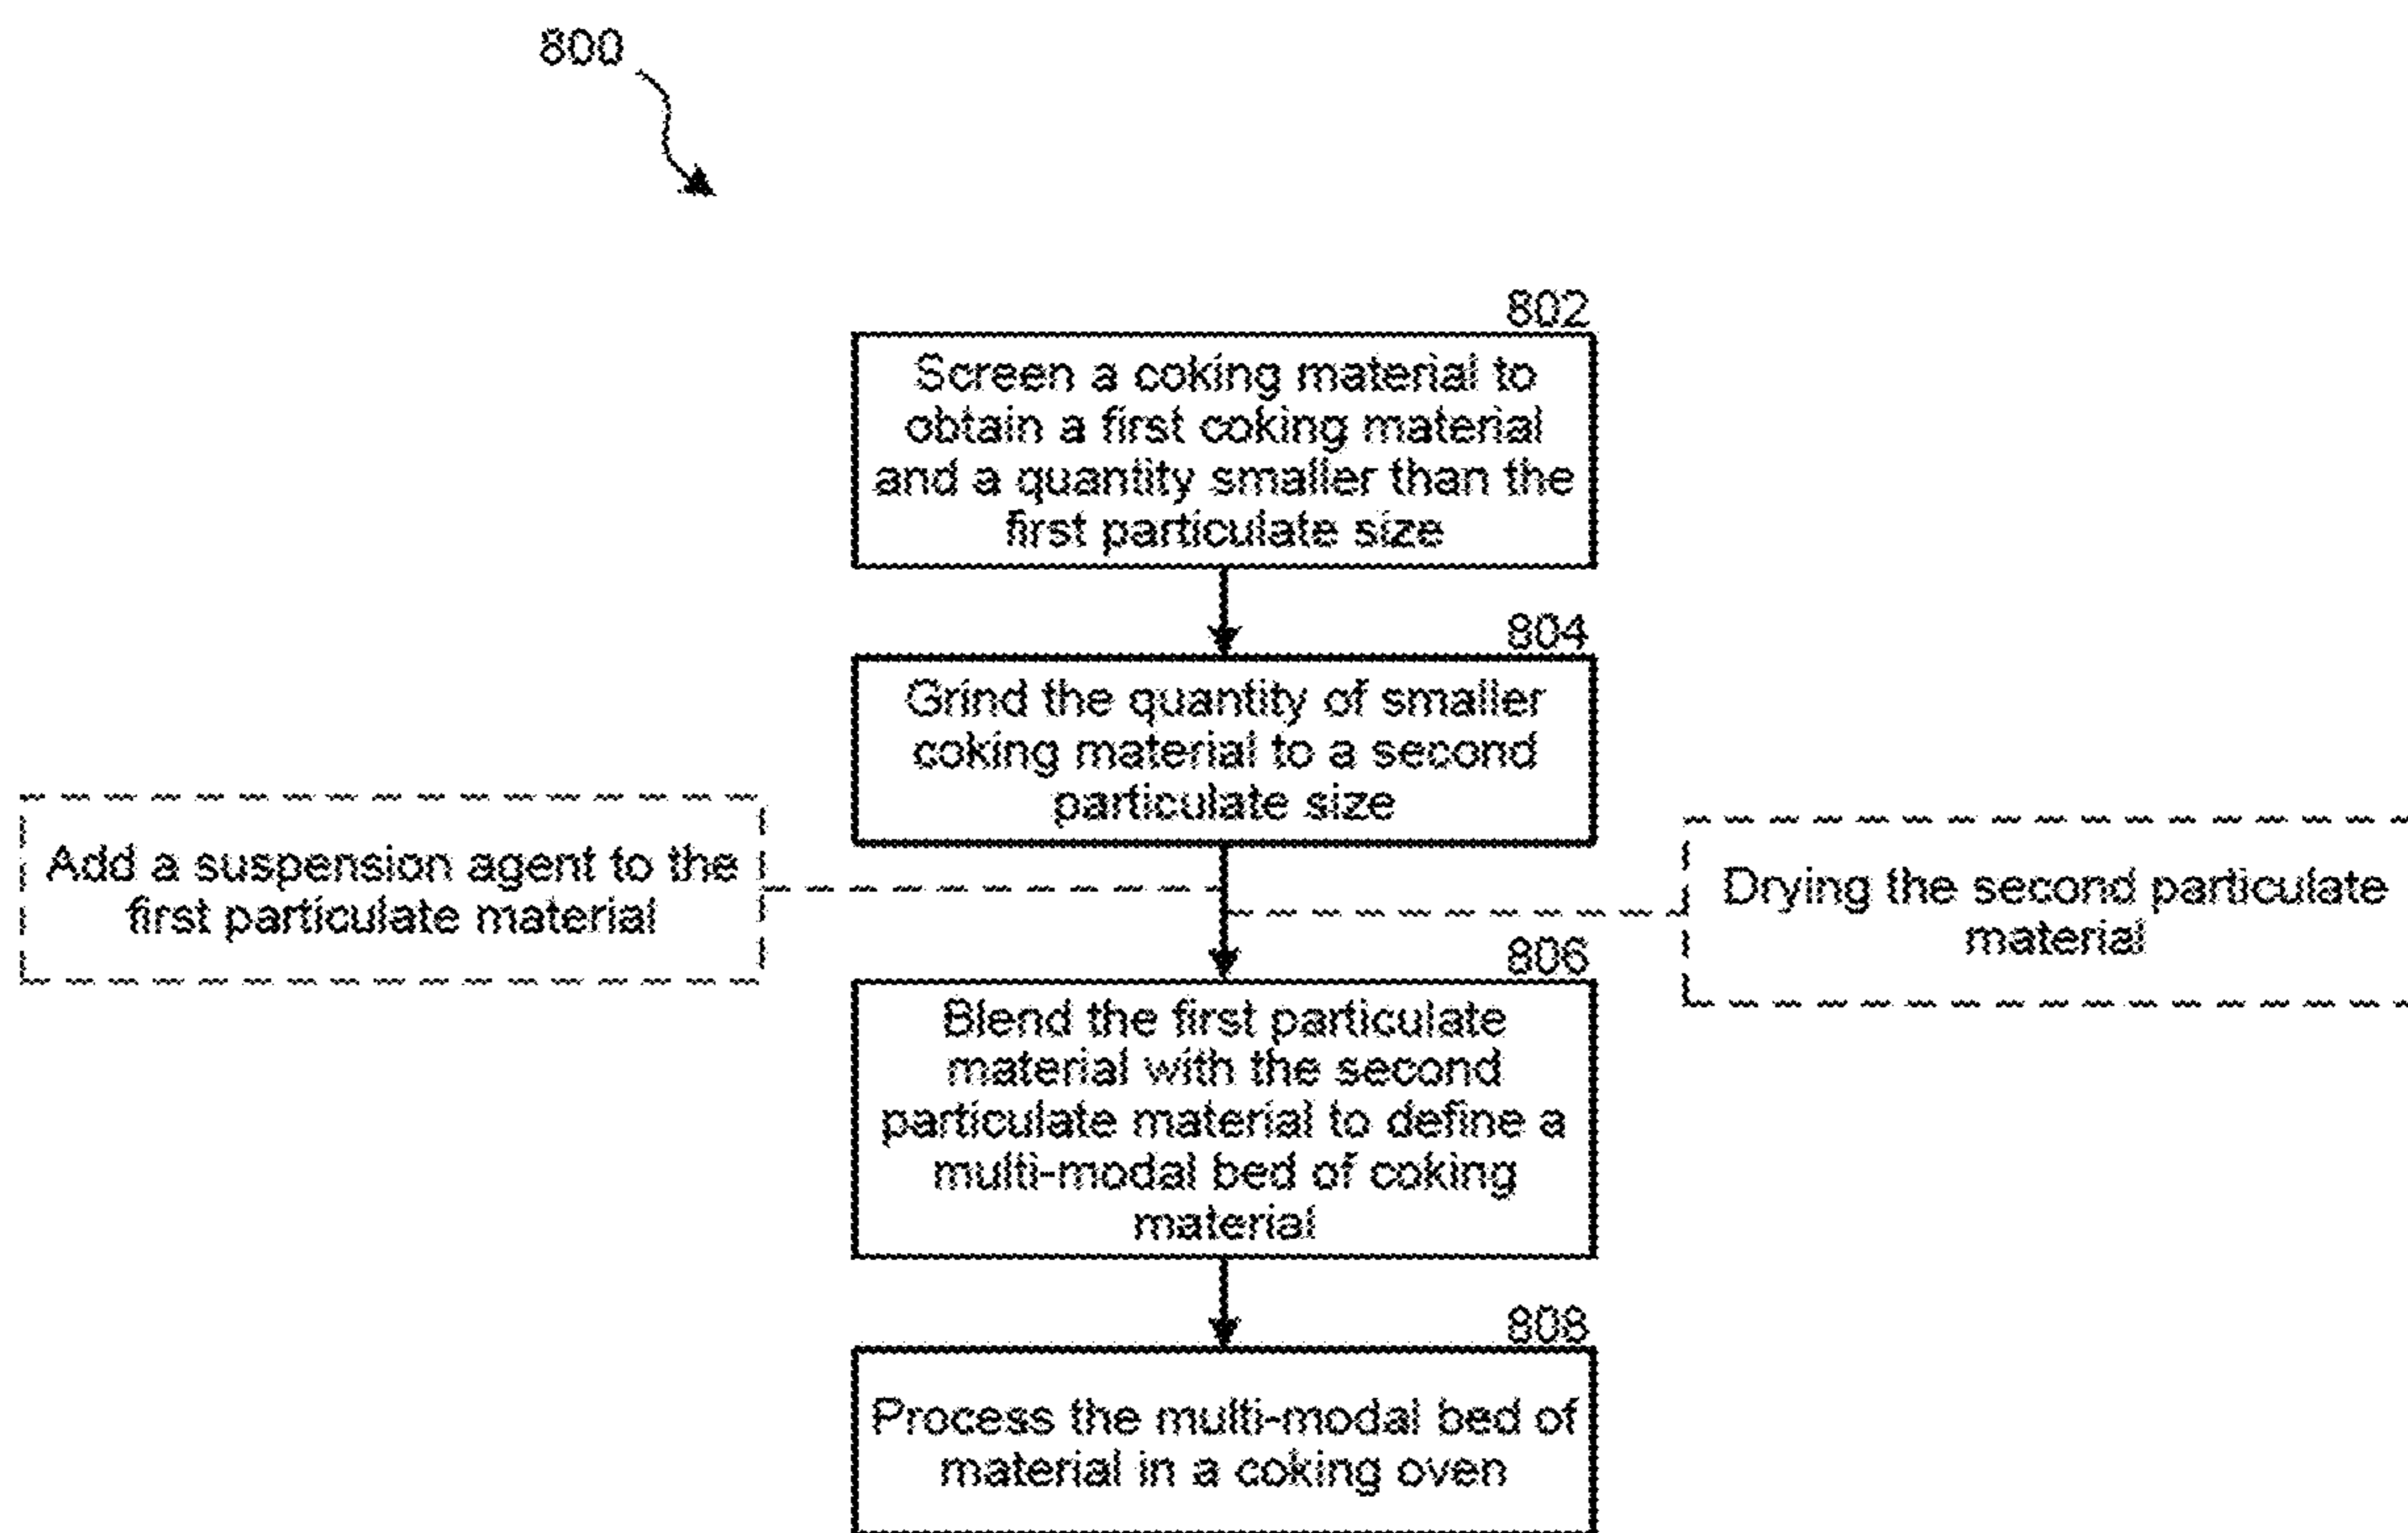 800
802
Screen a coking material to
obtain a first coking material
and a quantity smaller than the
first particulate size
804
Grind the quantity of smaller
coking material to a second
particulate size
Add a suspension agent to the
first particulate material
Drying the second particulate
material
806
Blend the first particulate
material with the second
particulate material to define a
multi-modal bed of coking
material
808
Process the multi-modal bed of
material in a coking oven